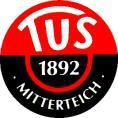 TUS
1892
· MITTERTEICH ·